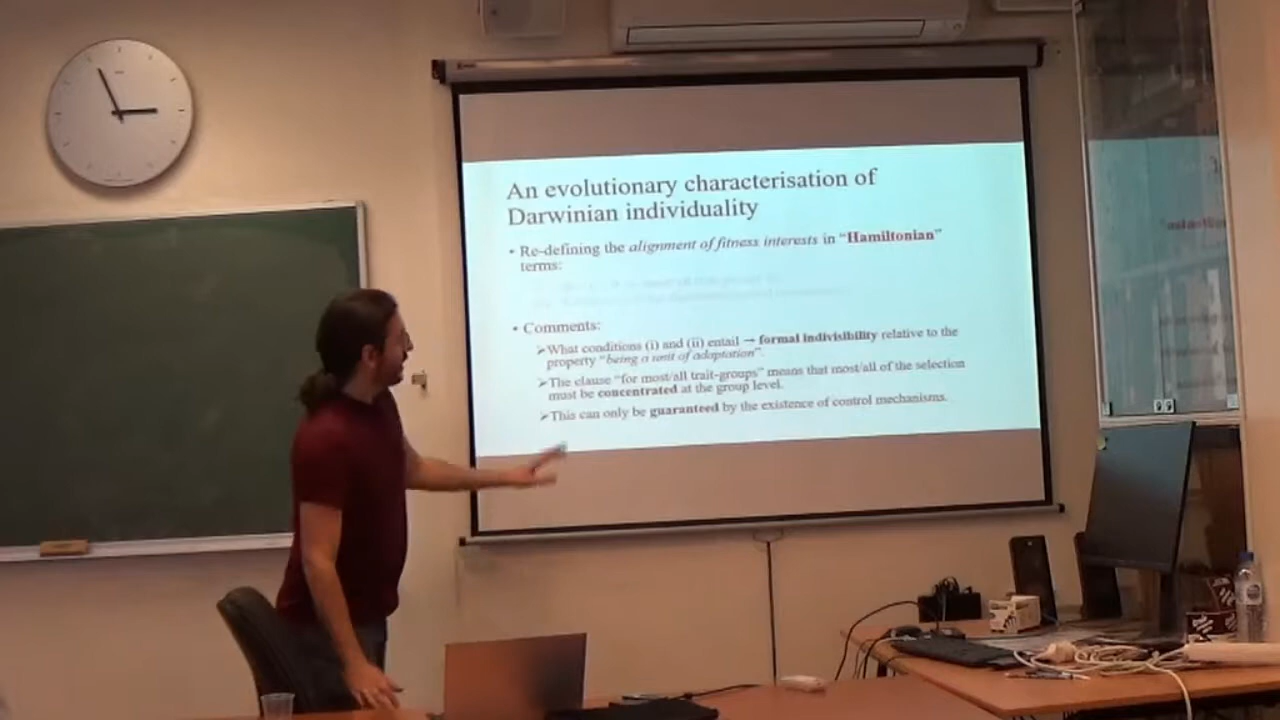 An evolutionary characterisation of
Darwinian individuality
• Re-defining the alignment of fitness interests in “Hamiltonian”
terms:
• Comments:
➢What conditions (i) and (ii) entail → formal indivisibility relative to the
property “being a unit of adaptation”.
➢The clause “for most/all trait-groups” means that most/all of the selection
must be concentrated at the group level.
➢This can only be guaranteed by the existence of control mechanisms.